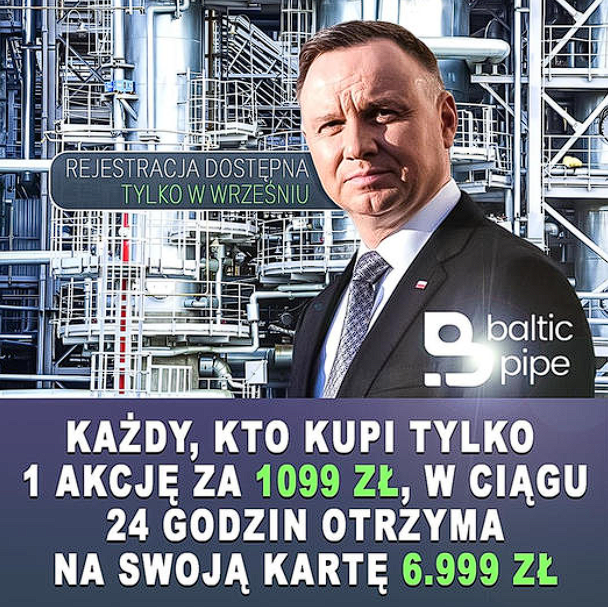 REJESTRACJA DOSTĘPNA
TYLKO W WRZEŚNIU
baltic
pipe
KAŻDY, KTO KUPI TYLKO
1 AKCJĘ ZA 1099 ZŁ, W CIĄGU
24 GODZIN OTRZYMA
NA SWOJĄ KARTĘ 6.999 ZŁ